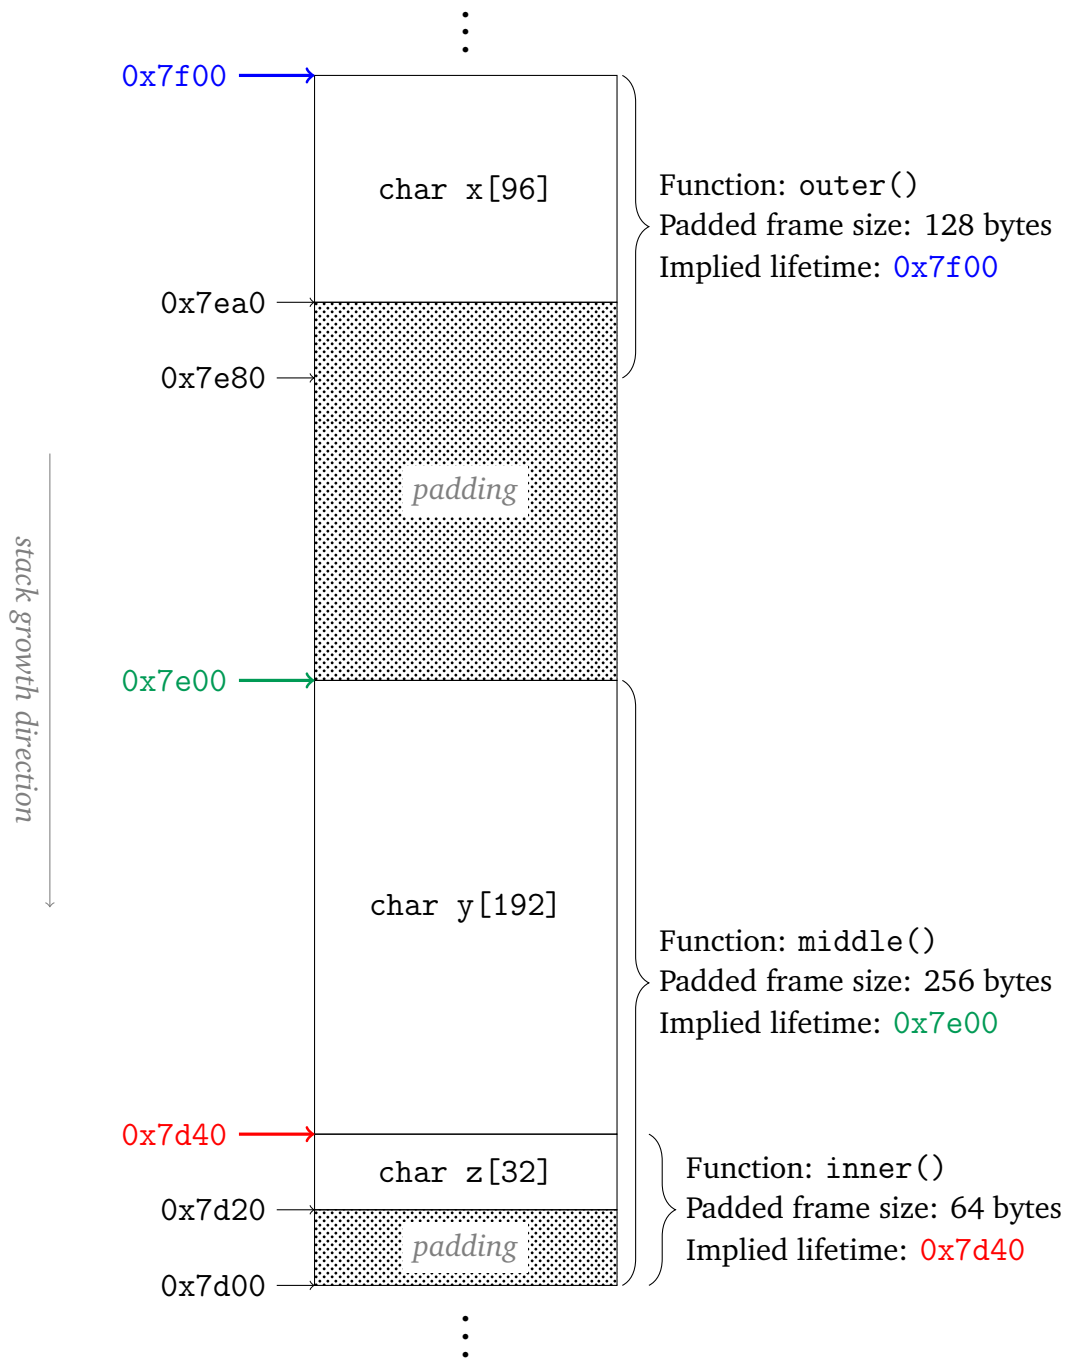 0x7f00
char x[96]
Function: outer()
Padded frame size: 128 bytes
Implied lifetime: 0x7f00
0x7ea0
0x7e80
padding
stack growth direction
0x7e00
char y[192]
Function: middle()
Padded frame size: 256 bytes
Implied lifetime: 0x7e00
0x7d40
char z[32]
Function: inner()
Padded frame size: 64 bytes
Implied lifetime: 0x7d40
0x7d20
padding
0x7d00